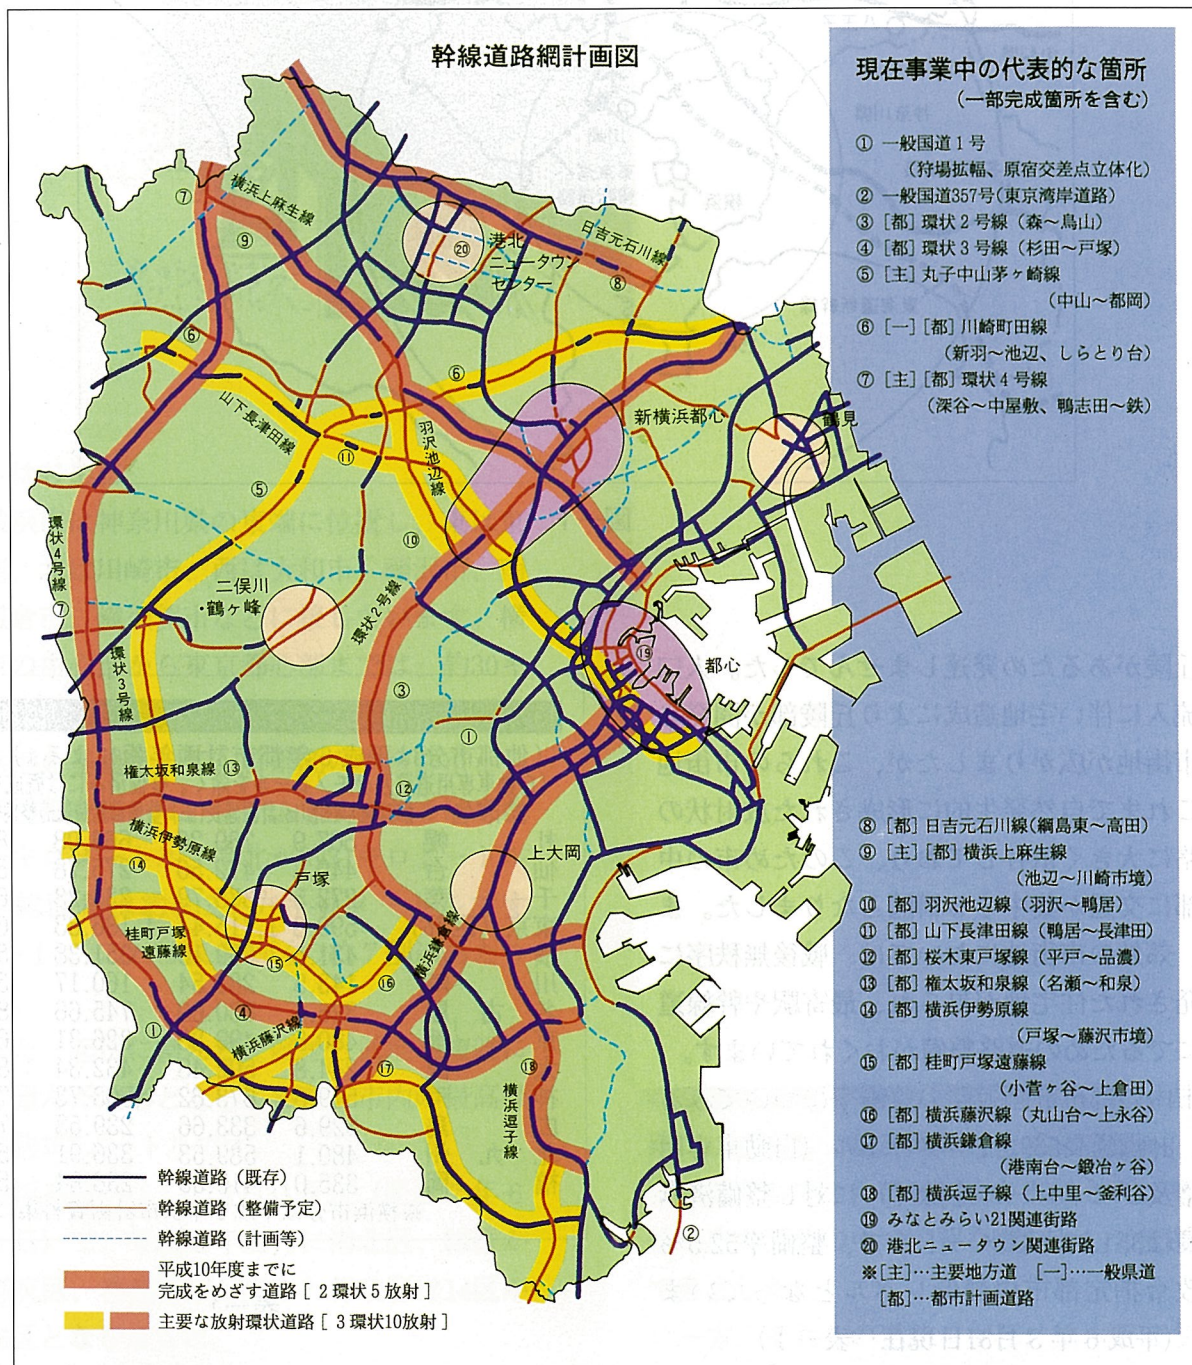 幹線道路網計画図
横浜上麻生線
港北
ニュータウン
センター
日吉元石川線
山下長津田線
羽沢池辺線
新横浜都心
鶴見
環状4号線
二俣川
・鶴ヶ峰
環状2号線
環状3号線
都心
権太坂和泉線
横浜伊勢原線
戸塚
上大岡
桂町戸塚
遠藤線
横浜鎌倉線
横浜藤沢線
横浜逗子線
①
①
②
③
④
⑤
⑥
⑥
⑦
⑦
⑧
⑨
⑩
⑪
⑫
⑬
⑭
⑮
⑯
⑰
⑱
⑲
⑳
幹線道路（既存）
幹線道路（整備予定）
幹線道路（計画等）
平成10年度までに
完成をめざす道路［2環状5放射］
主要な放射環状道路［3環状10放射］
現在事業中の代表的な箇所
（一部完成箇所を含む）
① 一般国道1号
（狩場拡幅、原宿交差点立体化）
② 一般国道357号（東京湾岸道路）
③［都］環状2号線（森〜鳥山）
④［都］環状3号線（杉田〜戸塚）
⑤［主］丸子中山茅ヶ崎線
（中山〜都岡）
⑥［一］［都］川崎町田線
（新羽〜池辺、しらとり台）
⑦［主］［都］環状4号線
（深谷〜中屋敷、鴨志田〜鉄）
⑧［都］日吉元石川線（綱島東〜高田）
⑨［主］［都］横浜上麻生線
（池辺〜川崎市境）
⑩［都］羽沢池辺線（羽沢〜鴨居）
⑪［都］山下長津田線（鴨居〜長津田）
⑫［都］桜木東戸塚線（平戸〜品濃）
⑬［都］権太坂和泉線（名瀬〜和泉）
⑭［都］横浜伊勢原線
（戸塚〜藤沢市境）
⑮［都］桂町戸塚遠藤線
（小菅ヶ谷〜上倉田）
⑯［都］横浜藤沢線（丸山台〜上永谷）
⑰［都］横浜鎌倉線
（港南台〜鍛冶ヶ谷）
⑱［都］横浜逗子線（上中里〜釜利谷）
⑲ みなとみらい21関連街路
⑳ 港北ニュータウン関連街路
※［主］…主要地方道　［一］…一般県道
［都］…都市計画道路